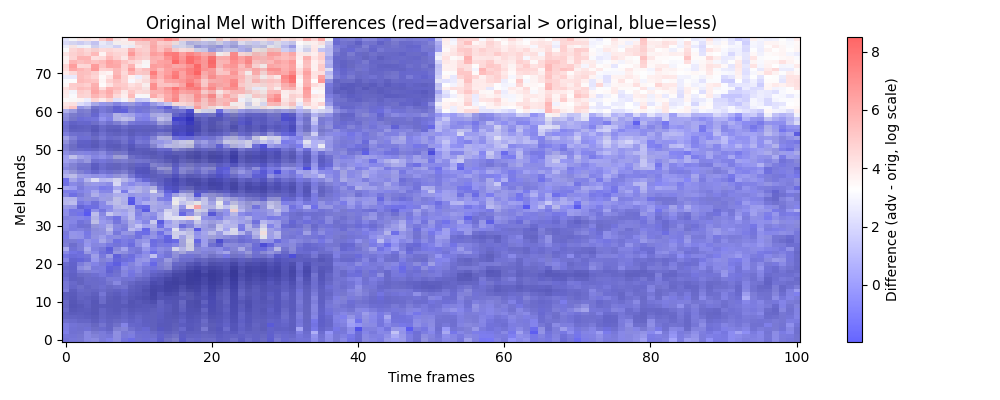 Original Mel with Differences (red=adversarial > original, blue=less)
Mel bands
70
60
50
40
30
20
10
0
0 20 40 60 80 100
Time frames
8
6
4
2
0
Difference (adv - orig, log scale)